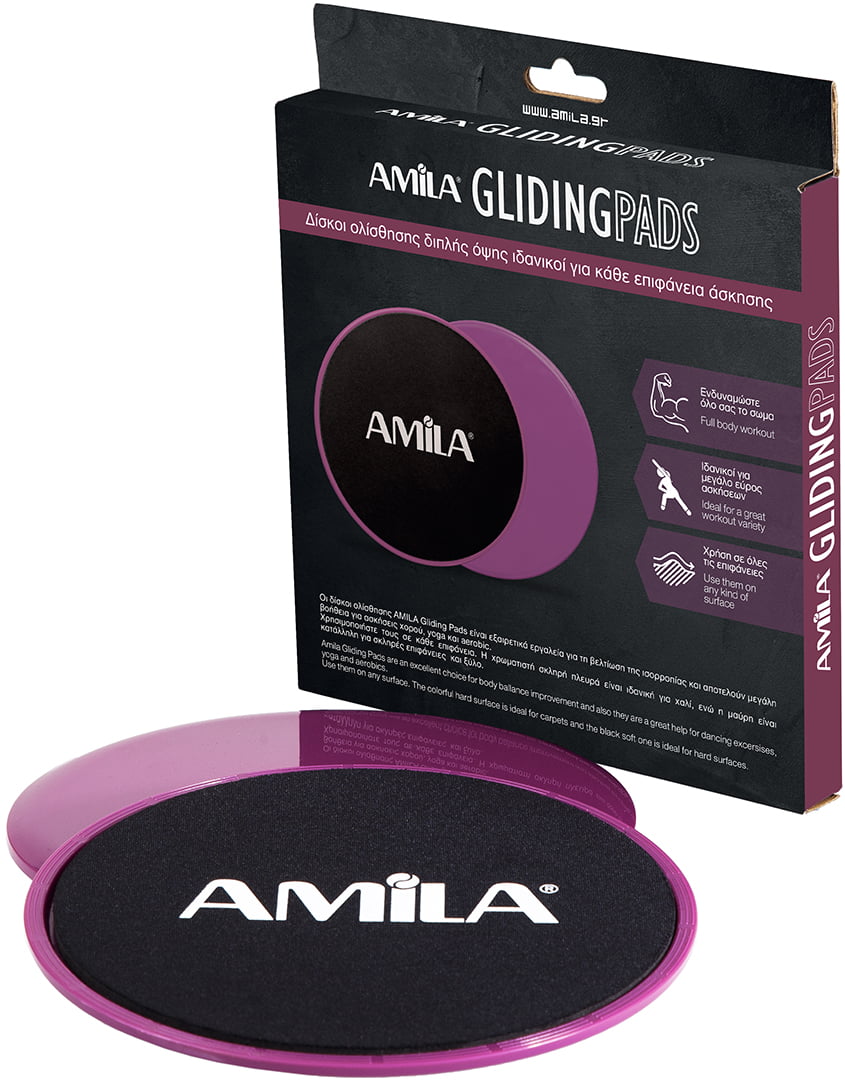 www.amila.gr
AMILA GLIDINGPADS
AMILA® GLIDINGPADS
Δίσκοι ολίσθησης διπλής όψης ιδανικοί για κάθε επιφάνεια άσκησης
AMILA®
Ενδυναμώστε
όλο σας το σωμα
Full body workout
Ιδανικοί για
μεγάλο εύρος
ασκήσεων
Ideal for a great
workout variety
Χρήση σε όλες
τις επιφάνειες
Use them on
any kind of
surface
Οι δίσκοι ολίσθησης AMILA Gliding Pads είναι εξαιρετικά εργαλεία για τη βελτίωση της ισορροπίας και αποτελούν μεγάλη
βοήθεια για ασκήσεις χορού, yoga και aerobic.
Χρησιμοποιήστε τους σε κάθε επιφάνεια. Η χρωματιστή σκληρή πλευρά είναι ιδανική για χαλί, ενώ η μαύρη είναι
κατάλληλη για σκληρές επιφάνειες και ξύλο.
Amila Gliding Pads are an excellent choice for body ballance improvement and also they are a great help for dancing excersises,
yoga and aerobics.
Use them on any surface. The colorful hard surface is ideal for carpets and the black soft one is ideal for hard surfaces.
AMILA GLIDINGPADS
AMILA®